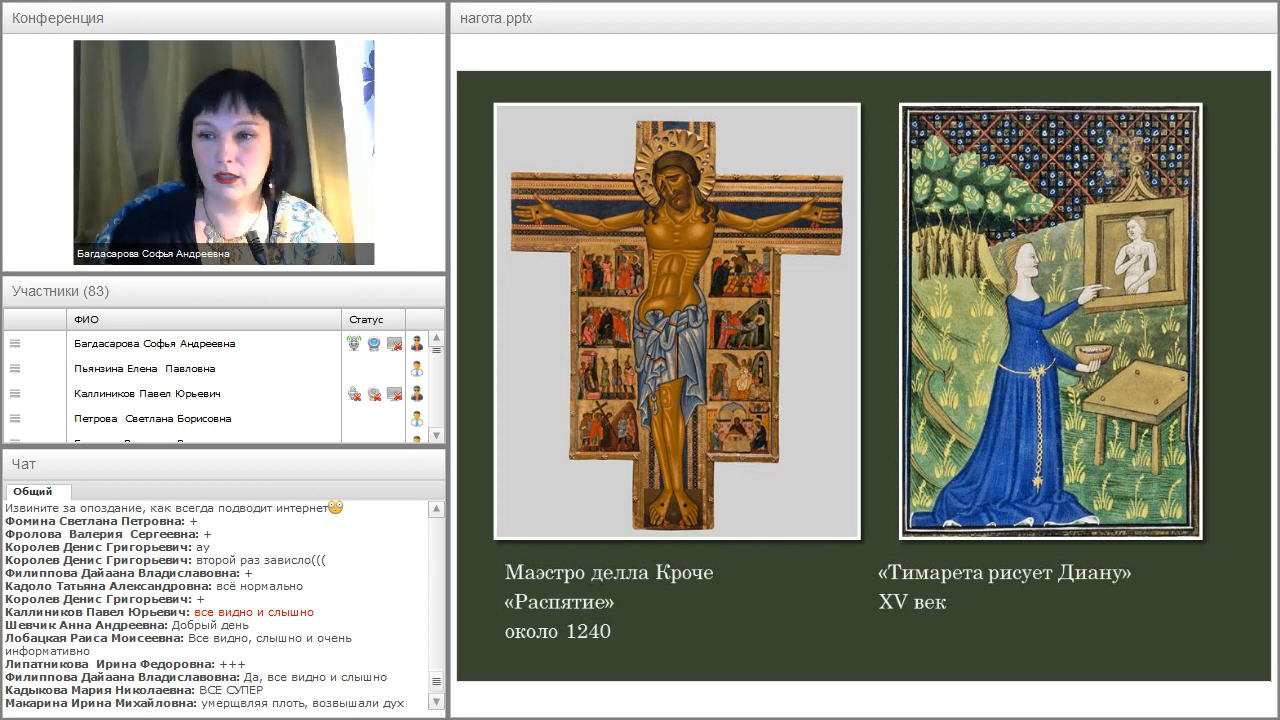 Конференция
Багдасарова Софья Андреевна
Участники (83)
ФИО
Статус
Багдасарова Софья Андреевна
Пьянзина Елена Павловна
Каллиников Павел Юрьевич
Петрова Светлана Борисовна
Чат
Общий
Извините за опоздание, как всегда подводит интернет
Фомина Светлана Петровна: +
Фролова Валерия Сергеевна: +
Королев Денис Григорьевич: ау
Королев Денис Григорьевич: второй раз зависло(((
Филиппова Дайаана Владиславовна: +
Кадоло Татьяна Александровна: всё нормально
Королев Денис Григорьевич: +
Каллиников Павел Юрьевич: все видно и слышно
Шевчик Анна Андреевна: Добрый день
Лобацкая Раиса Моисеевна: Все видно, слышно и очень
информативно
Липатникова Ирина Федоровна: +++
Филиппова Дайаана Владиславовна: Да, все видно и слышно
Кадыкова Мария Николаевна: ВСЕ СУПЕР
Макарина Ирина Михайловна: умерщвляя плоть, возвышали дух
нагота.pptx
Маэстро делла Кроче
«Распятие»
около 1240
«Тимарета рисует Диану»
XV век